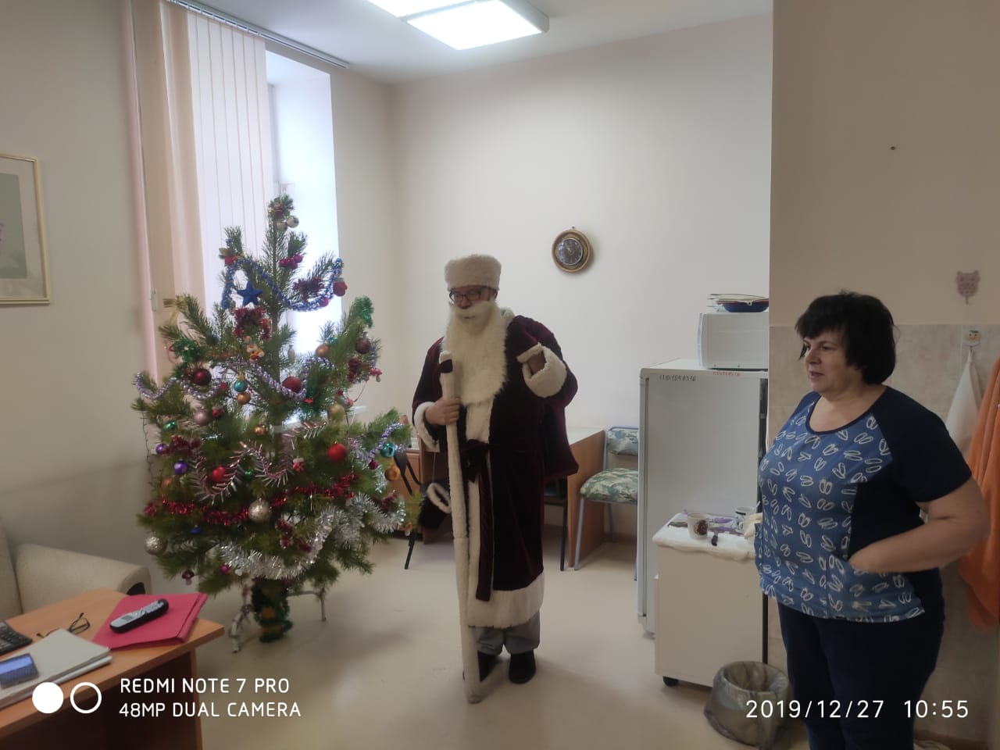 REDMI NOTE 7 PRO
48MP DUAL CAMERA
2019/12/27 10:55